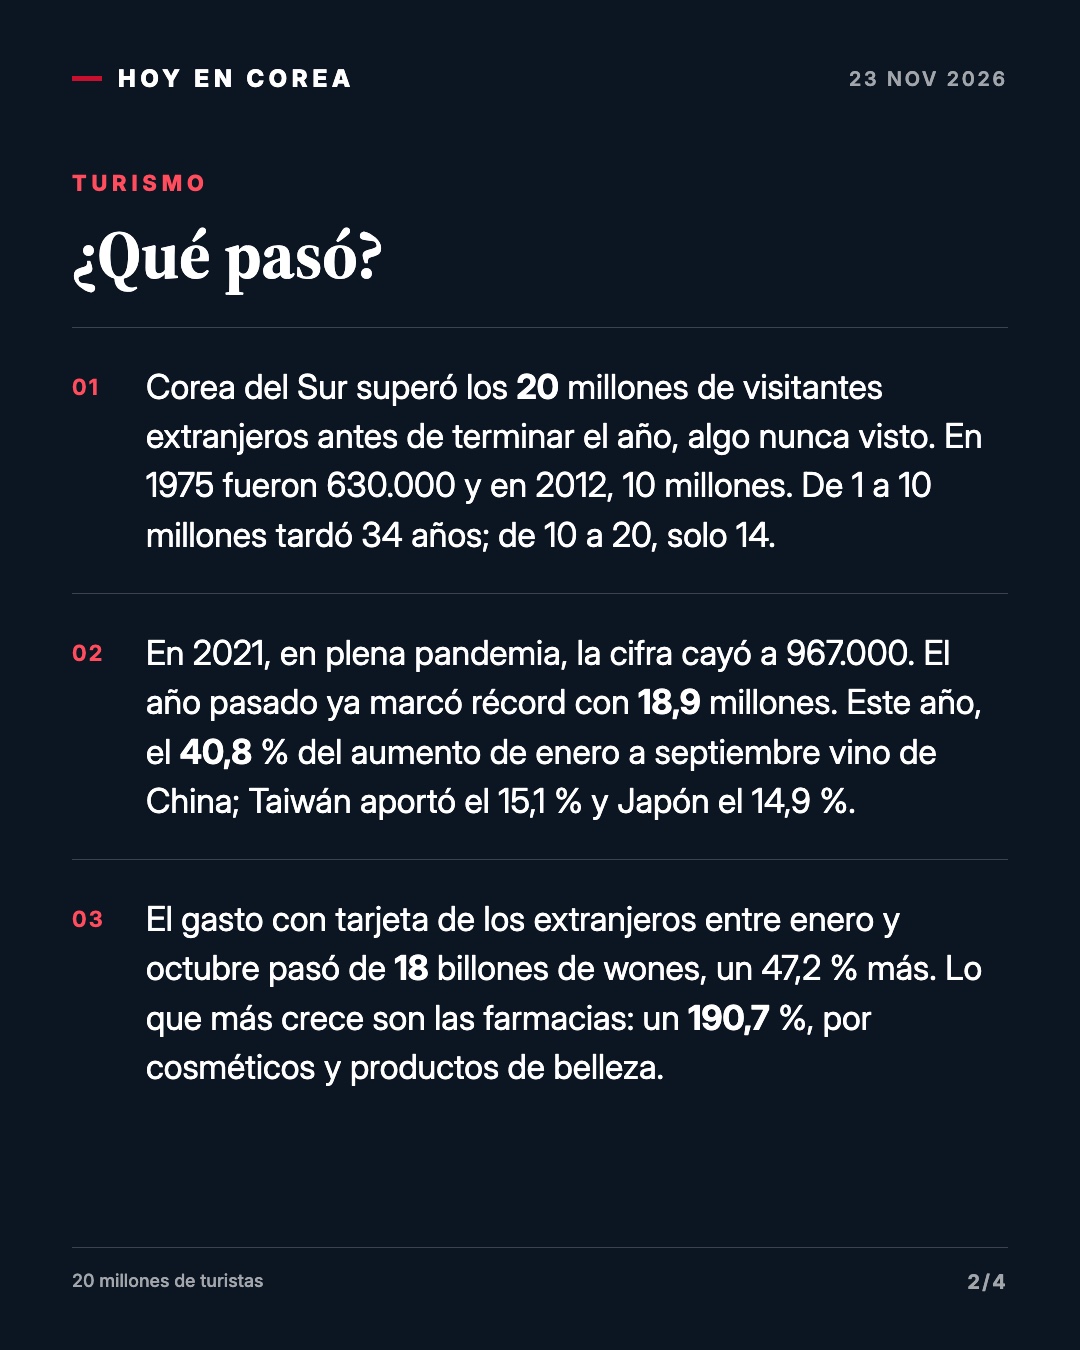 HOY EN COREA
23 NOV 2026
TURISMO
¿Qué pasó?
01
Corea del Sur superó los 20 millones de visitantes
extranjeros antes de terminar el año, algo nunca visto. En
1975 fueron 630.000 y en 2012, 10 millones. De 1 a 10
millones tardó 34 años; de 10 a 20, solo 14.
02
En 2021, en plena pandemia, la cifra cayó a 967.000. El
año pasado ya marcó récord con 18,9 millones. Este año,
el 40,8 % del aumento de enero a septiembre vino de
China; Taiwán aportó el 15,1 % y Japón el 14,9 %.
03
El gasto con tarjeta de los extranjeros entre enero y
octubre pasó de 18 billones de wones, un 47,2 % más. Lo
que más crece son las farmacias: un 190,7 %, por
cosméticos y productos de belleza.
20 millones de turistas
2/4